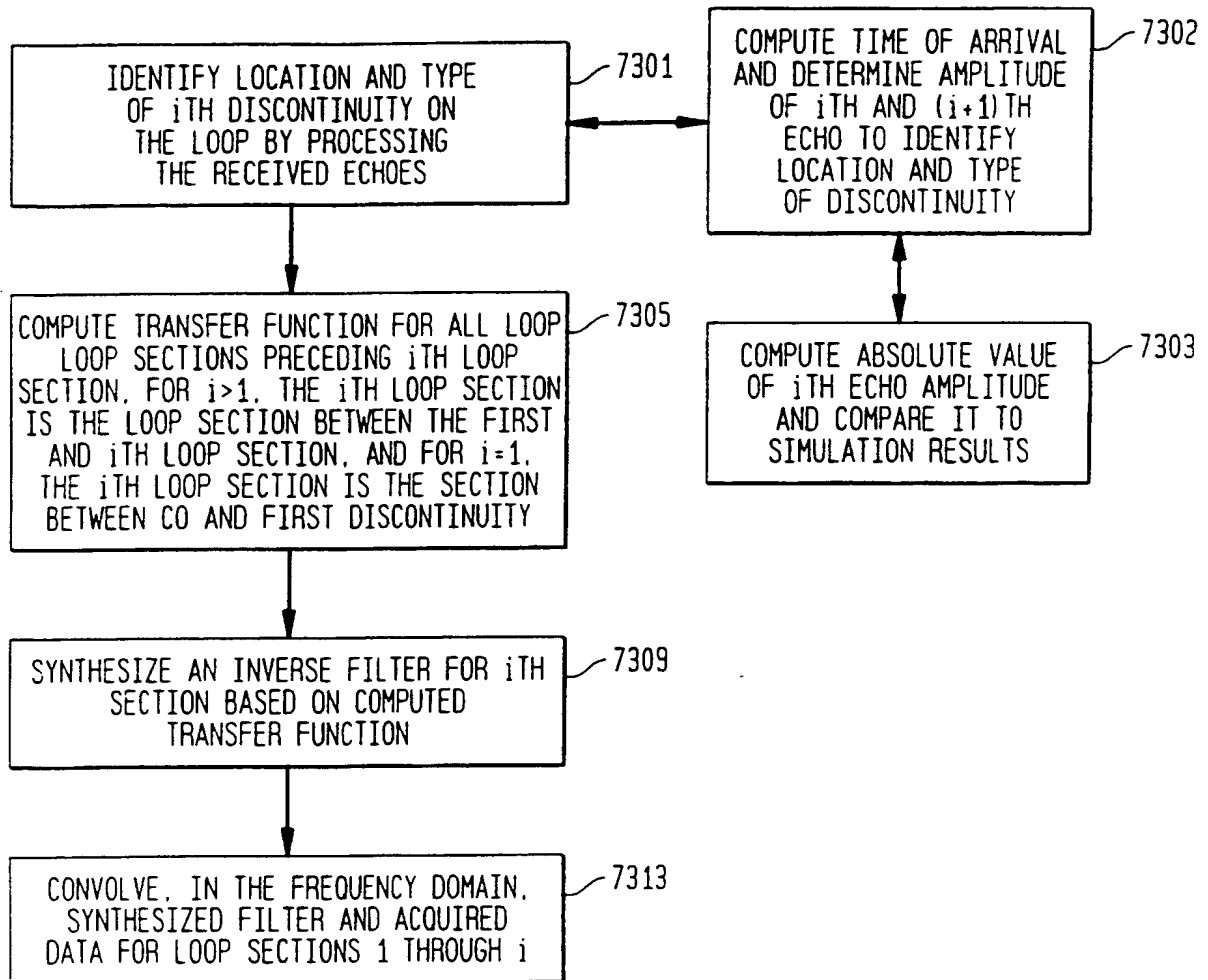 IDENTIFY LOCATION AND TYPE
OF iTH DISCONTINUITY ON
THE LOOP BY PROCESSING
THE RECEIVED ECHOES
7301
COMPUTE TIME OF ARRIVAL
AND DETERMINE AMPLITUDE
OF iTH AND (i+1)TH
ECHO TO IDENTIFY
LOCATION AND TYPE
OF DISCONTINUITY
7302
COMPUTE TRANSFER FUNCTION FOR ALL LOOP
LOOP SECTIONS PRECEDING iTH LOOP
SECTION, FOR i>1, THE iTH LOOP SECTION
IS THE LOOP SECTION BETWEEN THE FIRST
AND iTH LOOP SECTION, AND FOR i=1,
THE iTH LOOP SECTION IS THE SECTION
BETWEEN CO AND FIRST DISCONTINUITY
7305
COMPUTE ABSOLUTE VALUE
OF iTH ECHO AMPLITUDE
AND COMPARE IT TO
SIMULATION RESULTS
7303
SYNTHESIZE AN INVERSE FILTER FOR iTH
SECTION BASED ON COMPUTED
TRANSFER FUNCTION
7309
CONVOLVE, IN THE FREQUENCY DOMAIN,
SYNTHESIZED FILTER AND ACQUIRED
DATA FOR LOOP SECTIONS 1 THROUGH i
7313